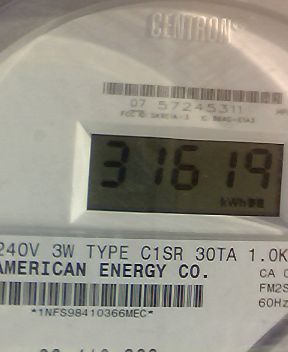 CENTRON
07 57245311
31619
kWh
240V 3W TYPE C1SR 30TA 1.0K
AMERICAN ENERGY CO.
CA
FM2S
60Hz
*1NFS98410366MEC*